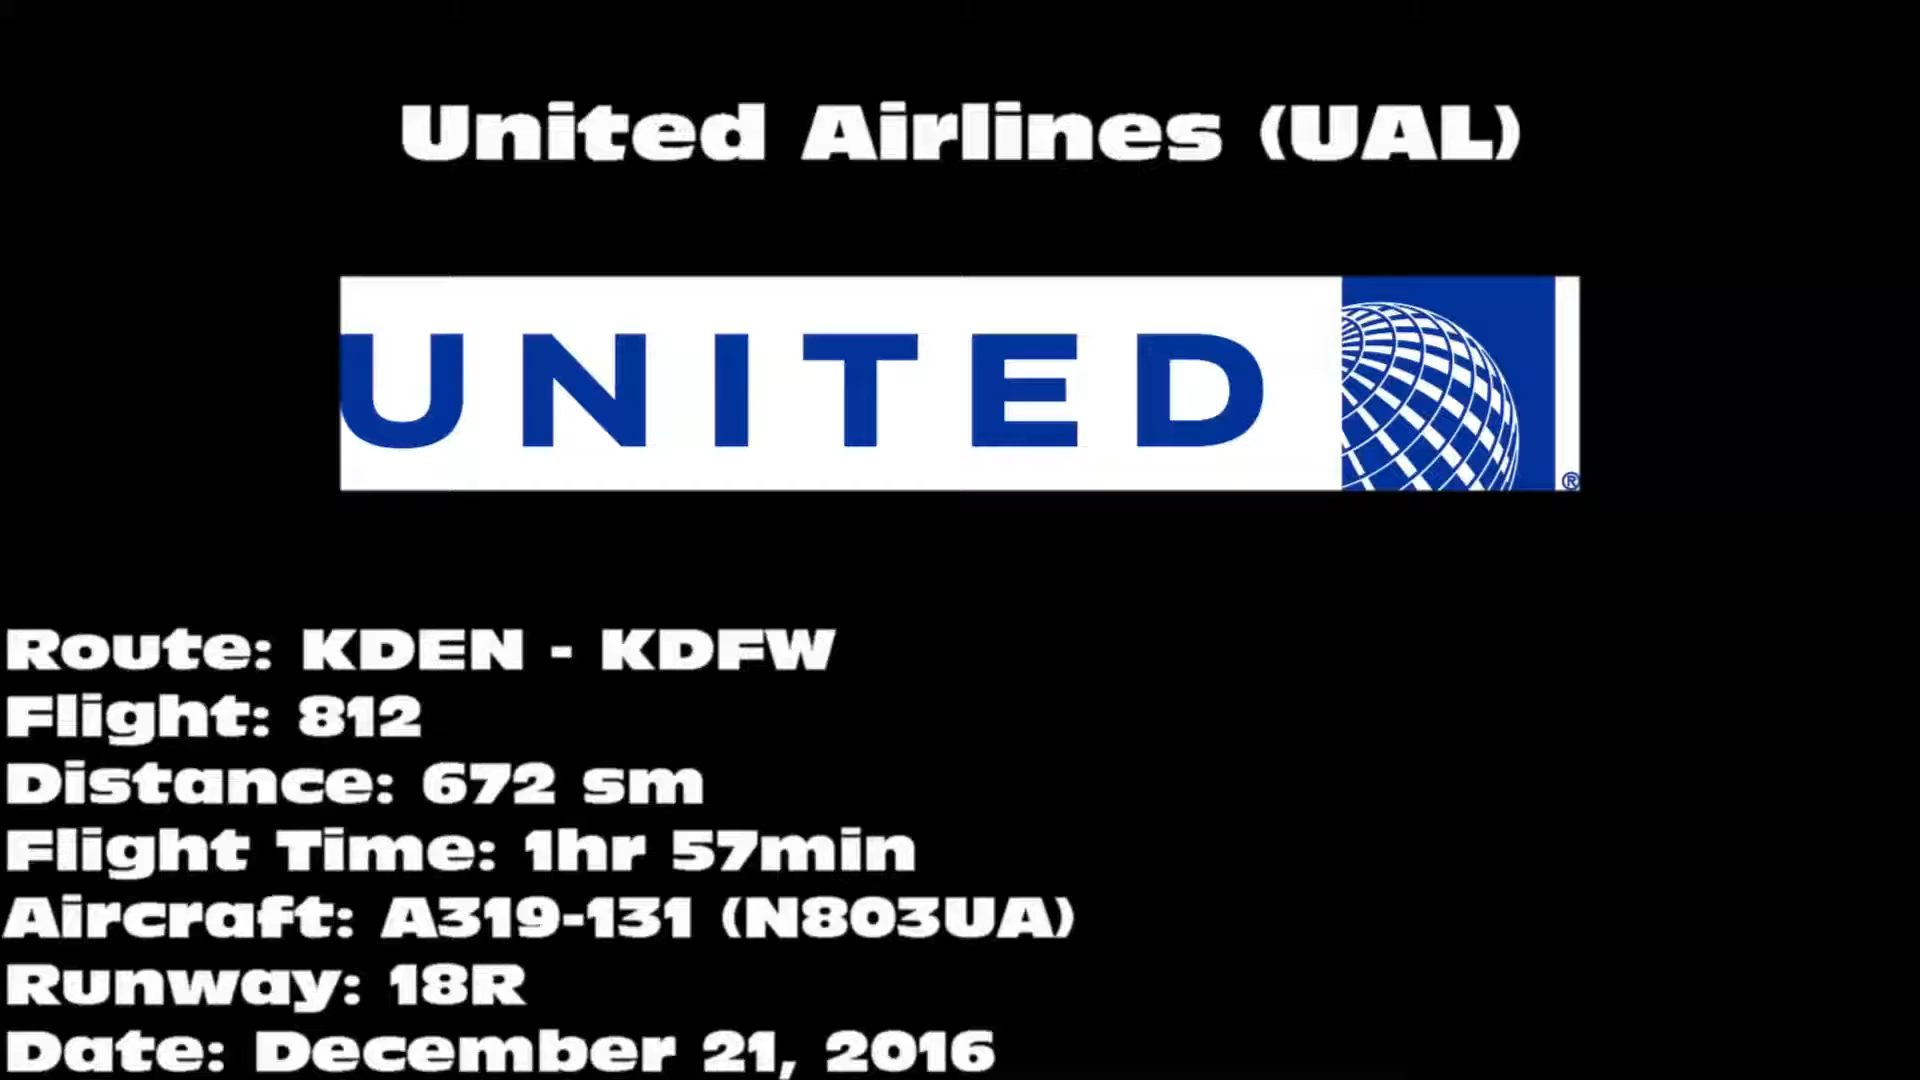 United Airlines (UAL)
UNITED
®
Route: KDEN - KDFW
Flight: 812
Distance: 672 sm
Flight Time: 1hr 57min
Aircraft: A319-131 (N803UA)
Runway: 18R
Date: December 21, 2016